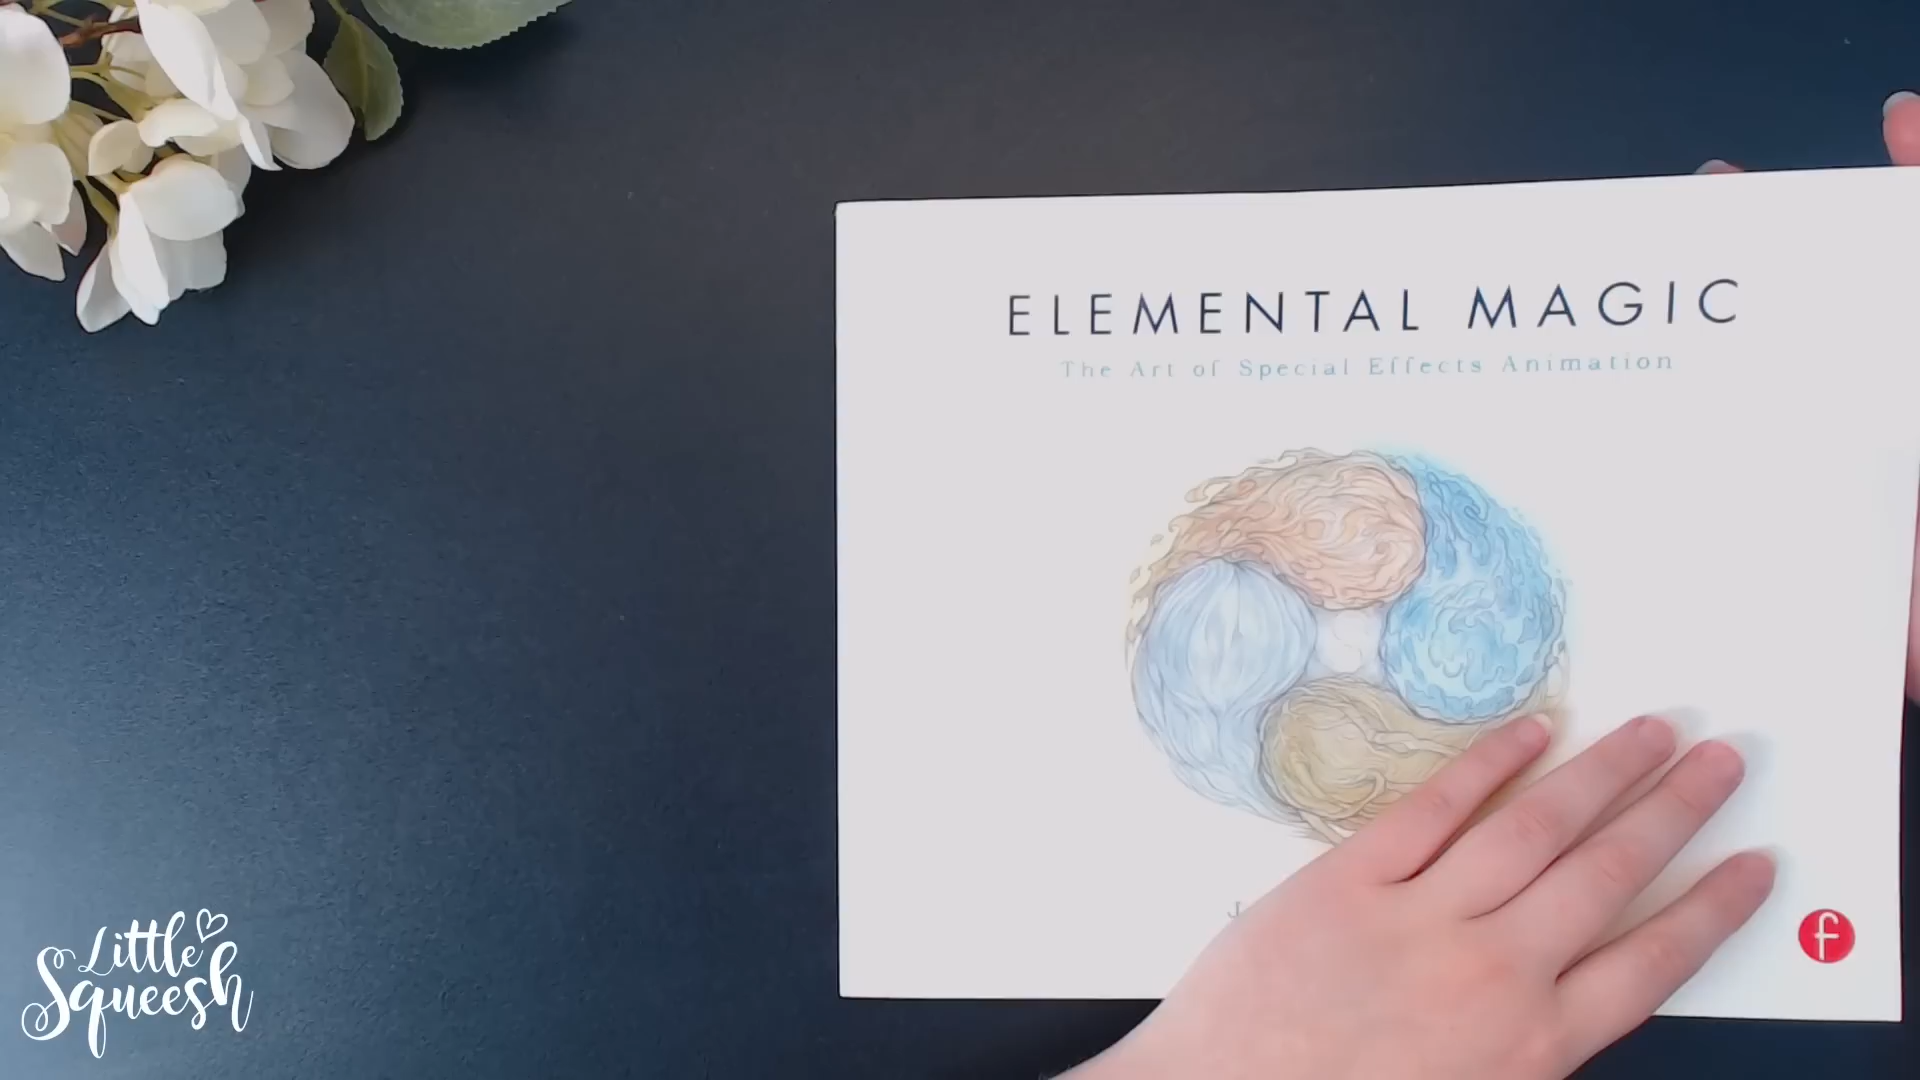 ELEMENTAL MAGIC
The Art of Special Effects Animation
f
Little
Squeesh